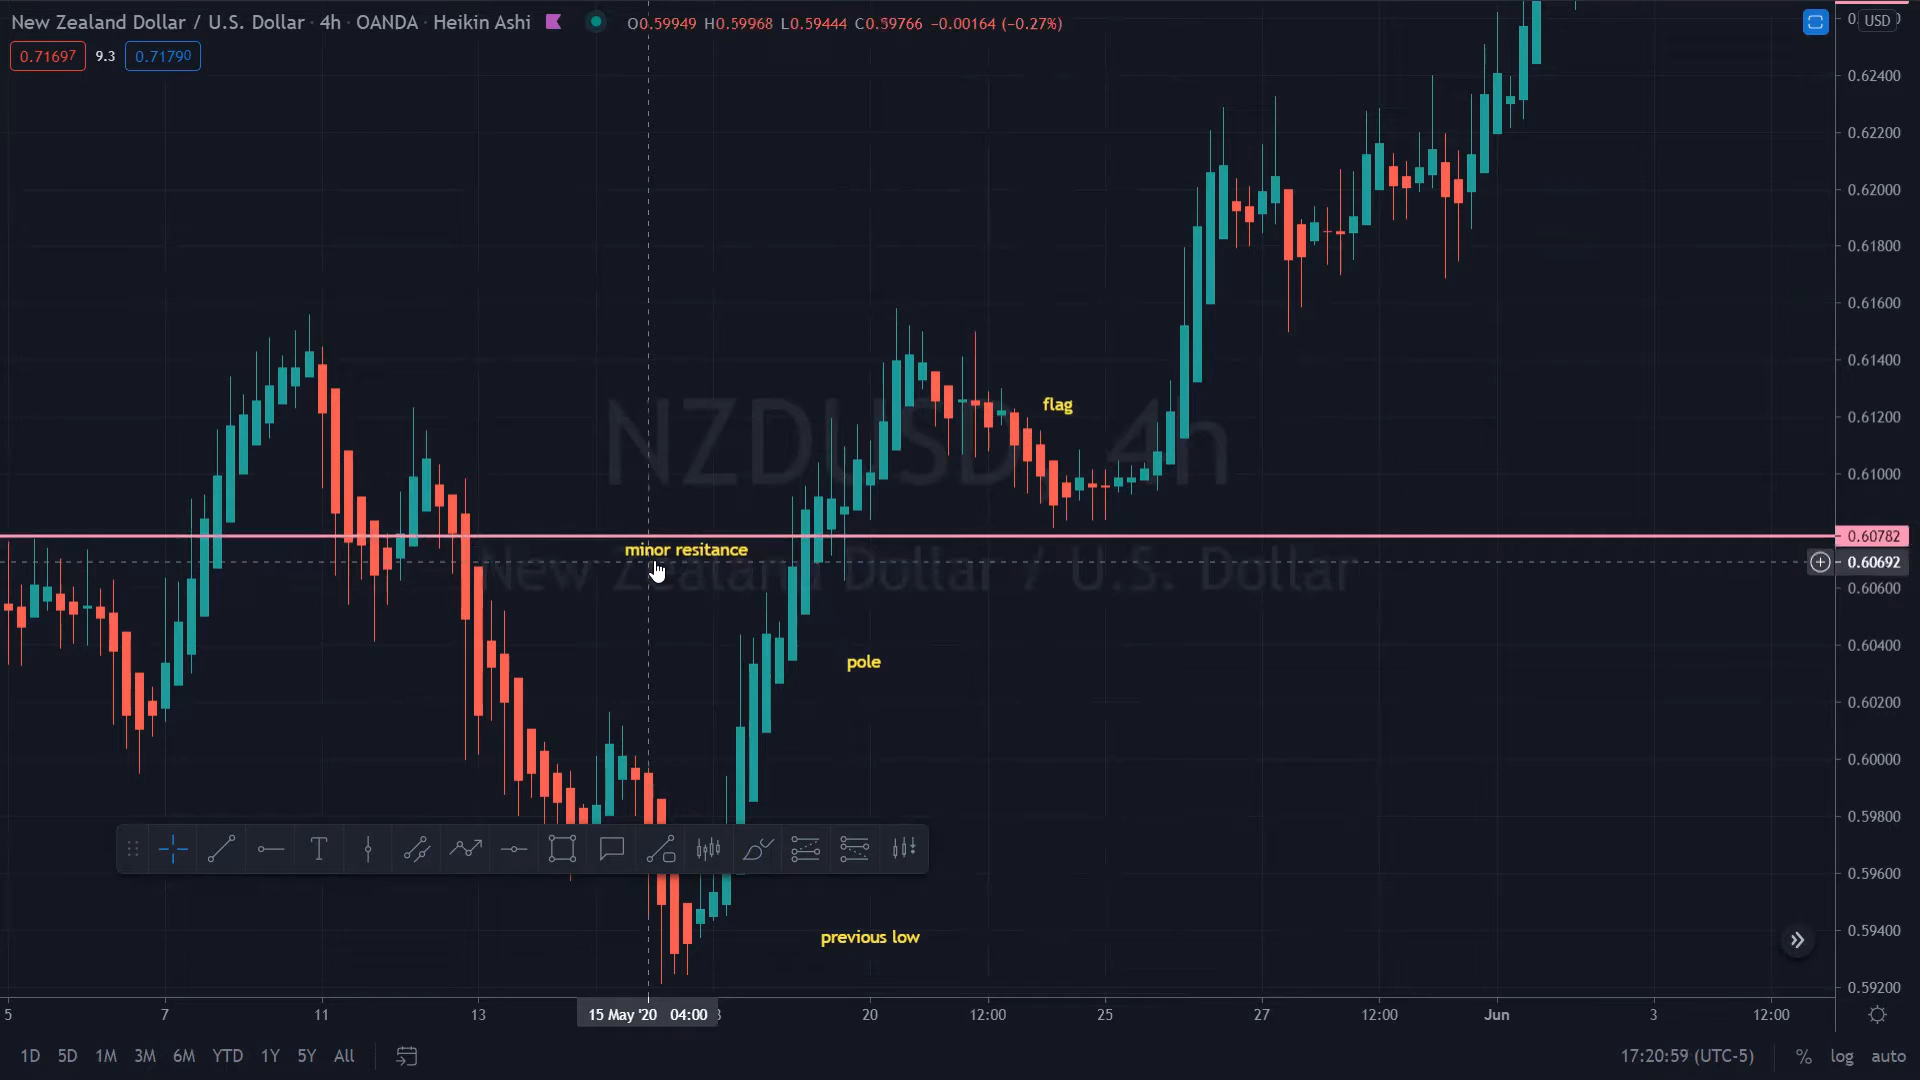 New Zealand Dollar / U.S. Dollar · 4h · OANDA · Heikin Ashi O0.59949 H0.59968 L0.59444 C0.59766 −0.00164 (−0.27%)
USD
0.71697 9.3 0.71790
0.62400
0.62200
0.62000
0.61800
0.61600
0.61400
flag
0.61200
NZDUSD, 4h
0.61000
0.60782
minor resitance
0.60692
New Zealand Dollar / U.S. Dollar
0.60600
0.60400
pole
0.60200
0.60000
0.59800
0.59600
previous low
0.59400
0.59200
5 7 11 13 15 May '20 04:00 20 12:00 25 27 12:00 Jun 3 12:00
1D 5D 1M 3M 6M YTD 1Y 5Y All 17:20:59 (UTC-5) % log auto